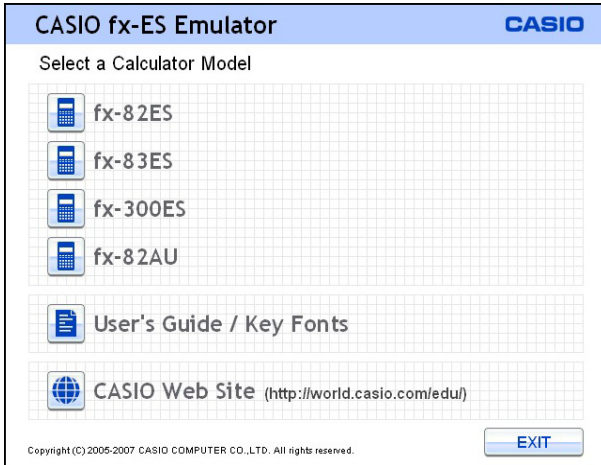 CASIO fx-ES Emulator CASIO
Select a Calculator Model
fx-82ES
fx-83ES
fx-300ES
fx-82AU
User's Guide / Key Fonts
CASIO Web Site (http://world.casio.com/edu/)
Copyright (C) 2005-2007 CASIO COMPUTER CO.,LTD. All rights reserved. EXIT